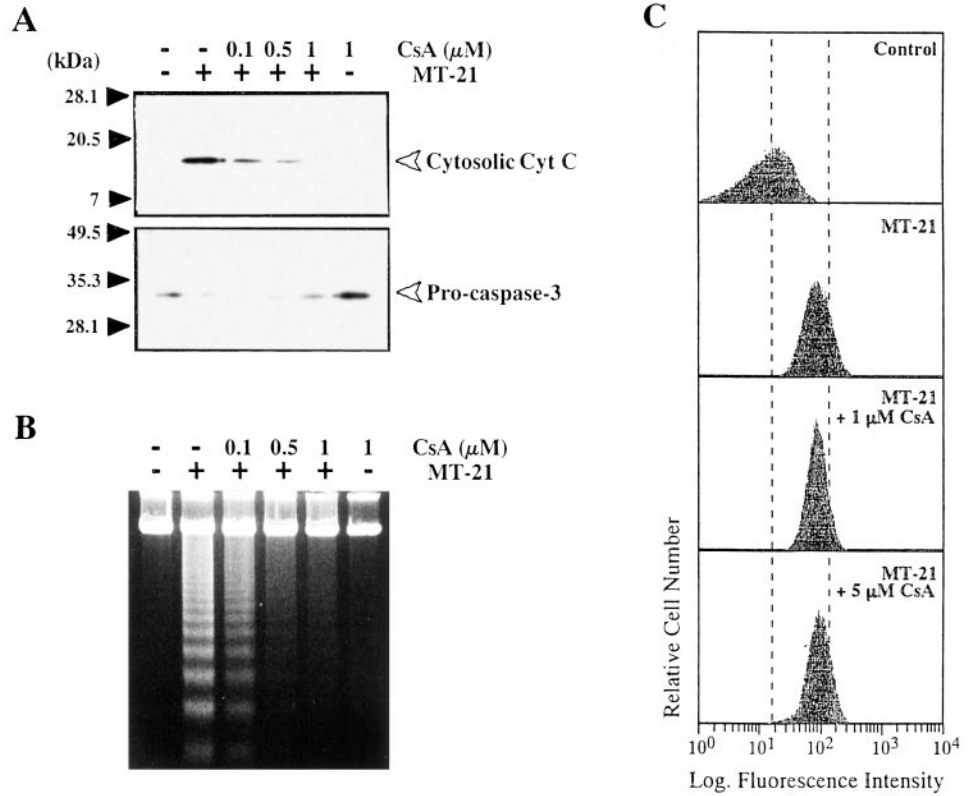 A
- - 0.1 0.5 1 1 CsA (μM)
(kDa) - + + + + - MT-21
28.1
20.5
Cytosolic Cyt C
7
49.5
35.3
Pro-caspase-3
28.1
B
- - 0.1 0.5 1 1 CsA (μM)
- + + + + - MT-21
C
Control
MT-21
MT-21
+ 1 μM CsA
MT-21
+ 5 μM CsA
Relative Cell Number
10⁰ 10¹ 10² 10³ 10⁴
Log. Fluorescence Intensity